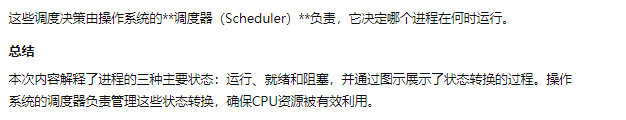 这些调度决策由操作系统的**调度器（Scheduler）**负责，它决定哪个进程在何时运行。
总结
本次内容解释了进程的三种主要状态：运行、就绪和阻塞，并通过图示展示了状态转换的过程。操作
系统的调度器负责管理这些状态转换，确保CPU资源被有效利用。